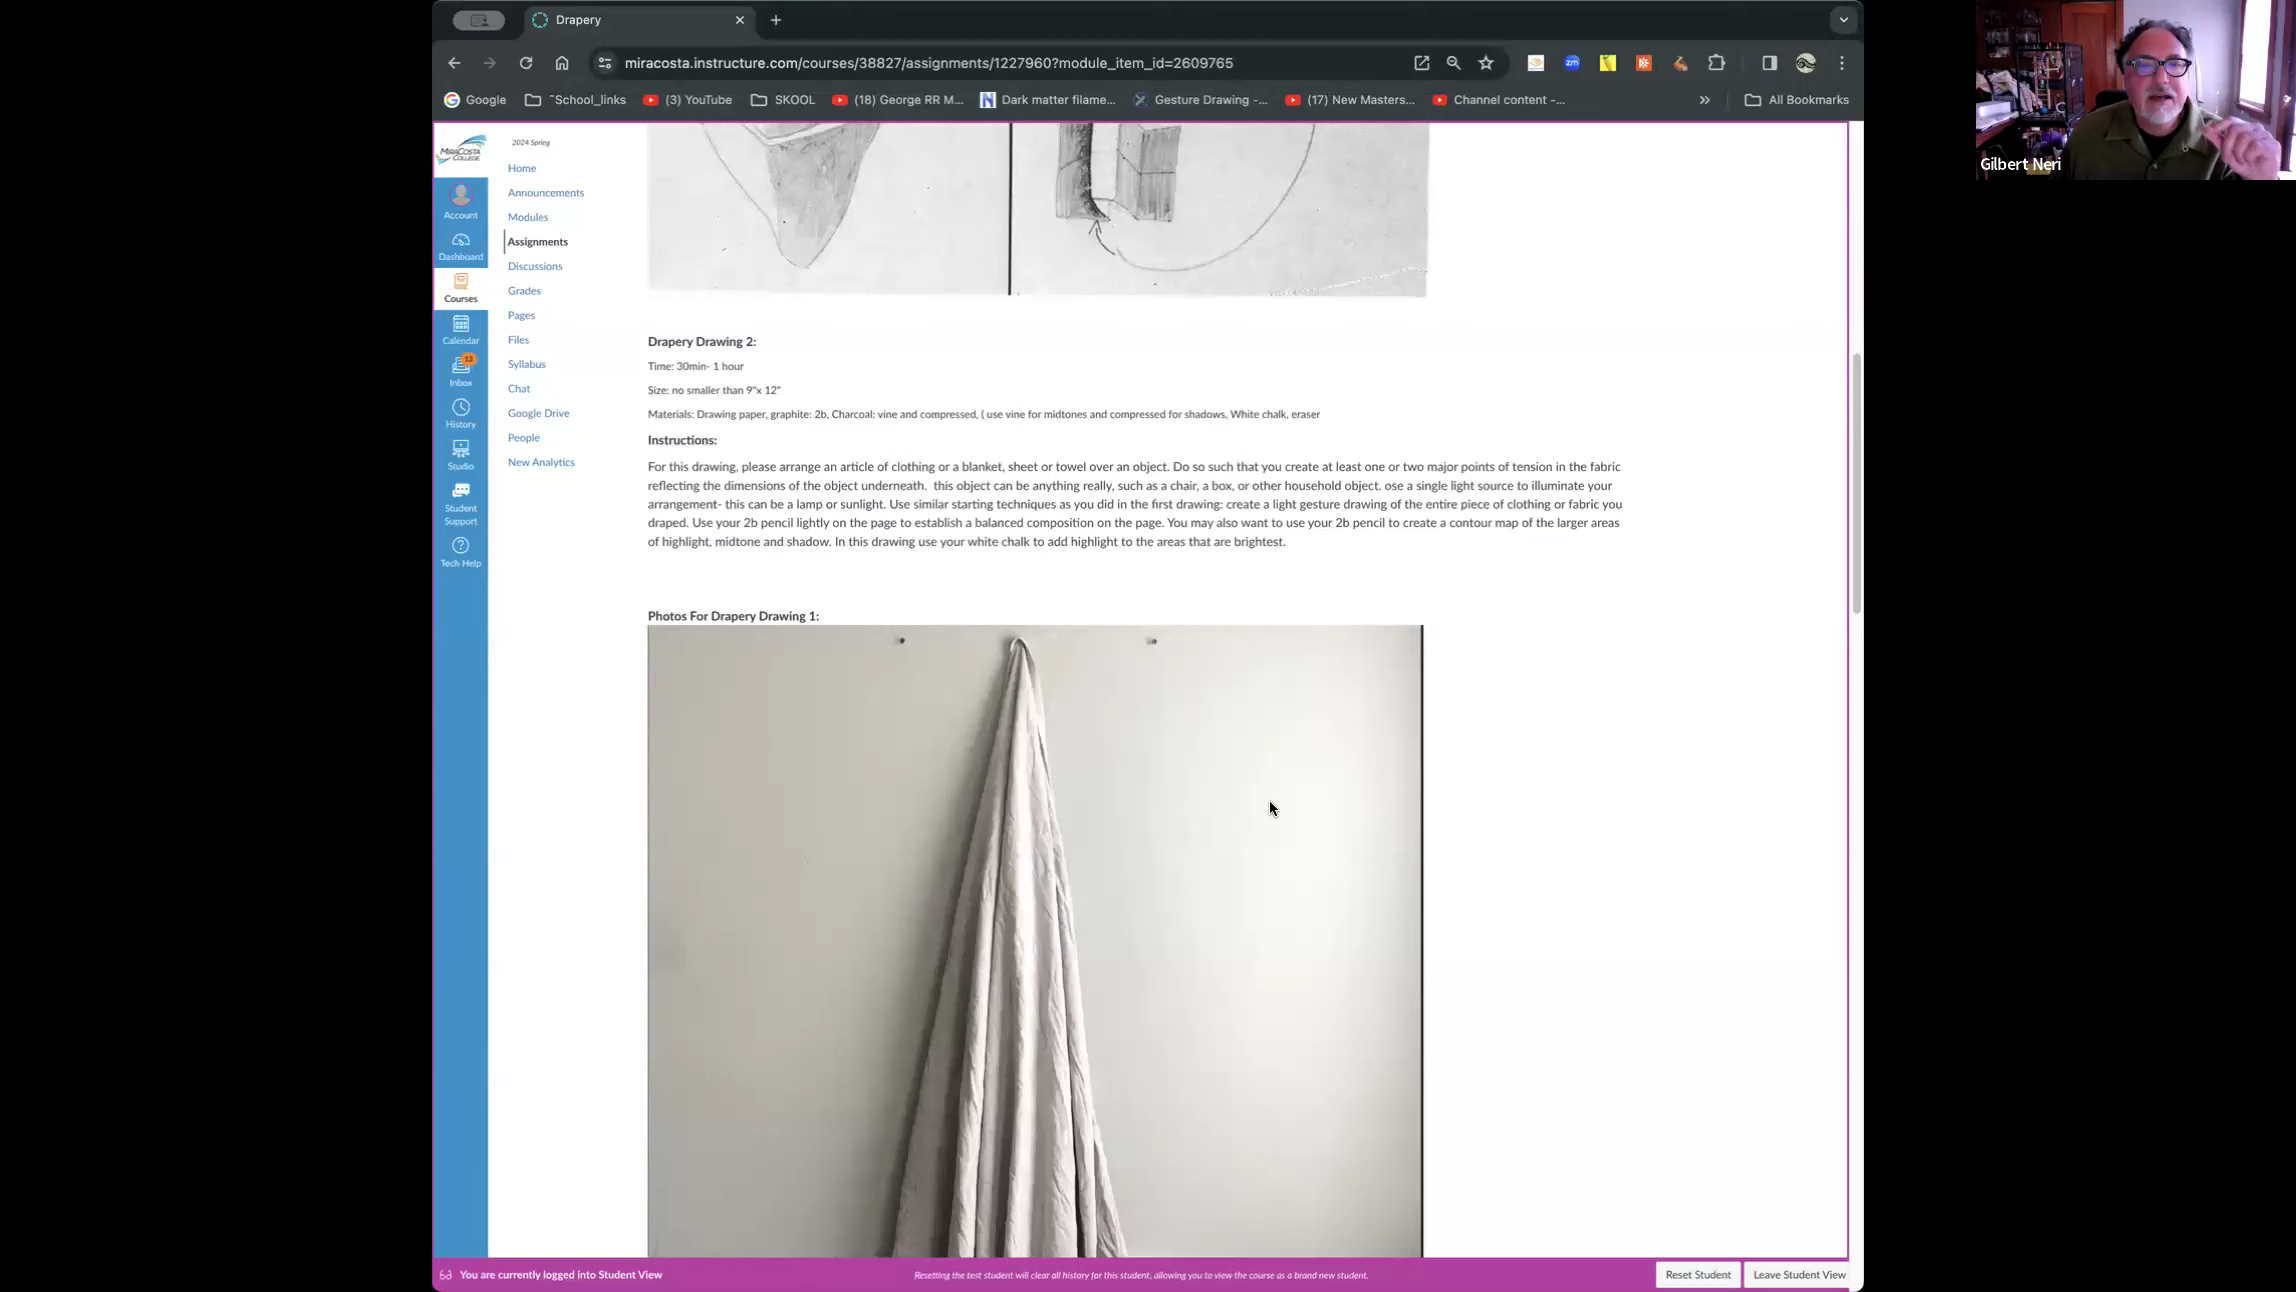 Drapery
miracosta.instructure.com/courses/38827/assignments/1227960?module_item_id=2609765
zm
Google
~School_links
(3) YouTube
SKOOL
(18) George RR M...
Dark matter filame...
Gesture Drawing -...
(17) New Masters...
Channel content -...
All Bookmarks
Gilbert Neri
MIRACOSTA
COLLEGE
Account
Dashboard
Courses
Calendar
13
Inbox
History
Studio
Student
Support
Tech Help
2024 Spring
Home
Announcements
Modules
Assignments
Discussions
Grades
Pages
Files
Syllabus
Chat
Google Drive
People
New Analytics
Drapery Drawing 2:
Time: 30min- 1 hour
Size: no smaller than 9"x 12"
Materials: Drawing paper, graphite: 2b, Charcoal: vine and compressed, ( use vine for midtones and compressed for shadows, White chalk, eraser
Instructions:
For this drawing, please arrange an article of clothing or a blanket, sheet or towel over an object. Do so such that you create at least one or two major points of tension in the fabric
reflecting the dimensions of the object underneath.  this object can be anything really, such as a chair, a box, or other household object. ose a single light source to illuminate your
arrangement- this can be a lamp or sunlight. Use similar starting techniques as you did in the first drawing: create a light gesture drawing of the entire piece of clothing or fabric you
draped. Use your 2b pencil lightly on the page to establish a balanced composition on the page. You may also want to use your 2b pencil to create a contour map of the larger areas
of highlight, midtone and shadow. In this drawing use your white chalk to add highlight to the areas that are brightest.
Photos For Drapery Drawing 1:
You are currently logged into Student View
Resetting the test student will clear all history for this student, allowing you to view the course as a brand new student.
Reset Student
Leave Student View